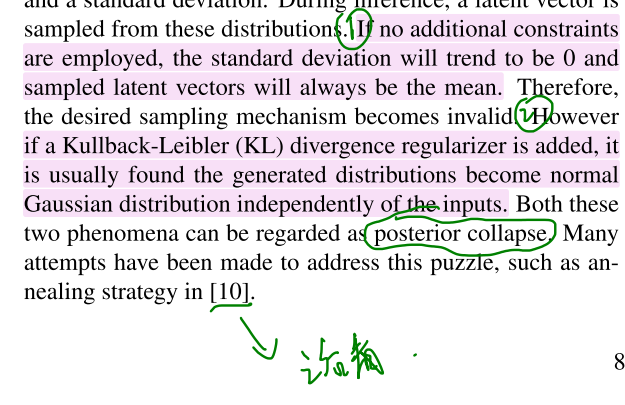 and a standard deviation. During inference, a latent vector is
sampled from these distributions. ① If no additional constraints
are employed, the standard deviation will trend to be 0 and
sampled latent vectors will always be the mean. Therefore,
the desired sampling mechanism becomes invalid. ② However
if a Kullback-Leibler (KL) divergence regularizer is added, it
is usually found the generated distributions become normal
Gaussian distribution independently of the inputs. Both these
two phenomena can be regarded as posterior collapse. Many
attempts have been made to address this puzzle, such as an-
nealing strategy in [10].
8